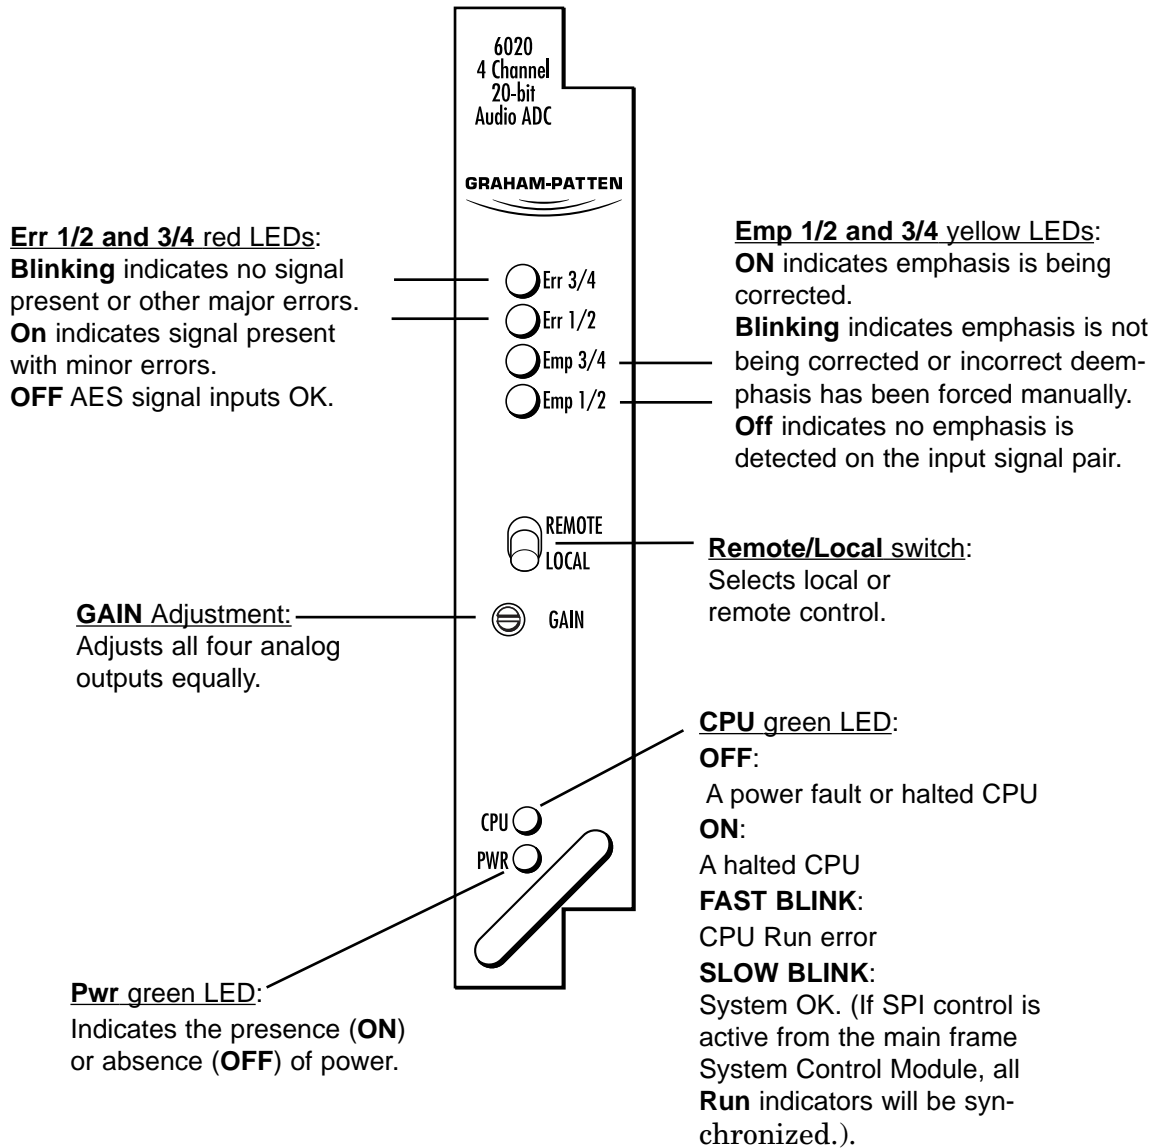 6020
4 Channel
20-bit
Audio ADC
GRAHAM-PATTEN
Err 1/2 and 3/4 red LEDs:
Blinking indicates no signal
present or other major errors.
On indicates signal present
with minor errors.
OFF AES signal inputs OK.
Emp 1/2 and 3/4 yellow LEDs:
ON indicates emphasis is being
corrected.
Blinking indicates emphasis is not
being corrected or incorrect deem-
phasis has been forced manually.
Off indicates no emphasis is
detected on the input signal pair.
Err 3/4
Err 1/2
Emp 3/4
Emp 1/2
REMOTE
LOCAL
Remote/Local switch:
Selects local or
remote control.
GAIN Adjustment:
Adjusts all four analog
outputs equally.
GAIN
CPU green LED:
OFF:
A power fault or halted CPU
ON:
A halted CPU
FAST BLINK:
CPU Run error
SLOW BLINK:
System OK. (If SPI control is
active from the main frame
System Control Module, all
Run indicators will be syn-
chronized.).
CPU
PWR
Pwr green LED:
Indicates the presence (ON)
or absence (OFF) of power.